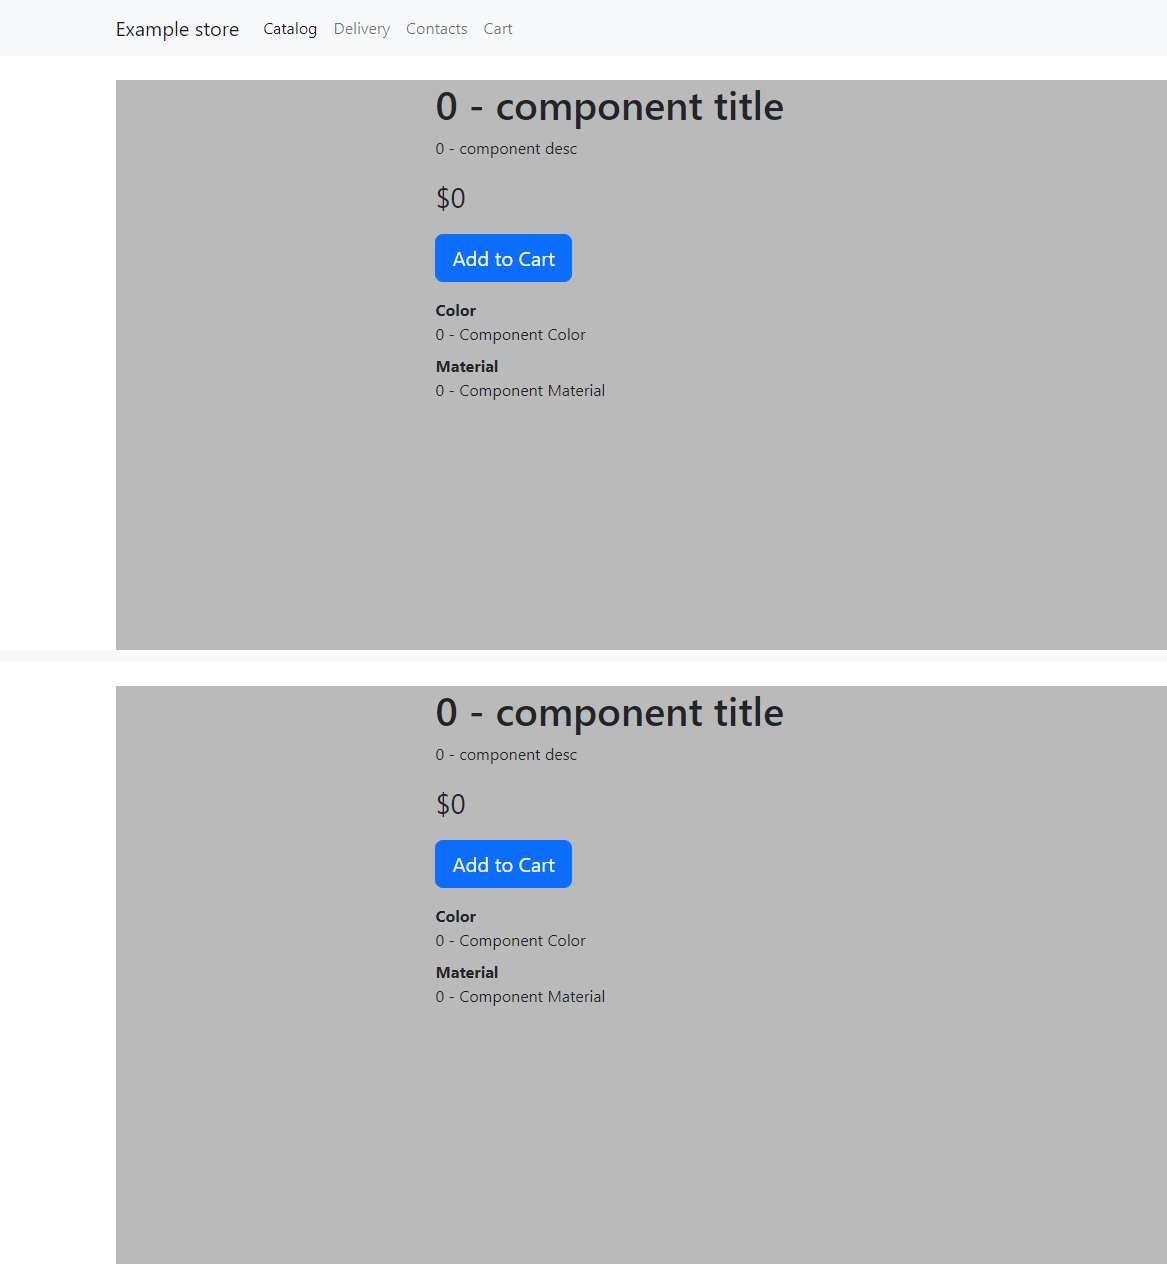 Example store Catalog Delivery Contacts Cart
0 - component title
0 - component desc
$0
Add to Cart
Color
0 - Component Color
Material
0 - Component Material
0 - component title
0 - component desc
$0
Add to Cart
Color
0 - Component Color
Material
0 - Component Material